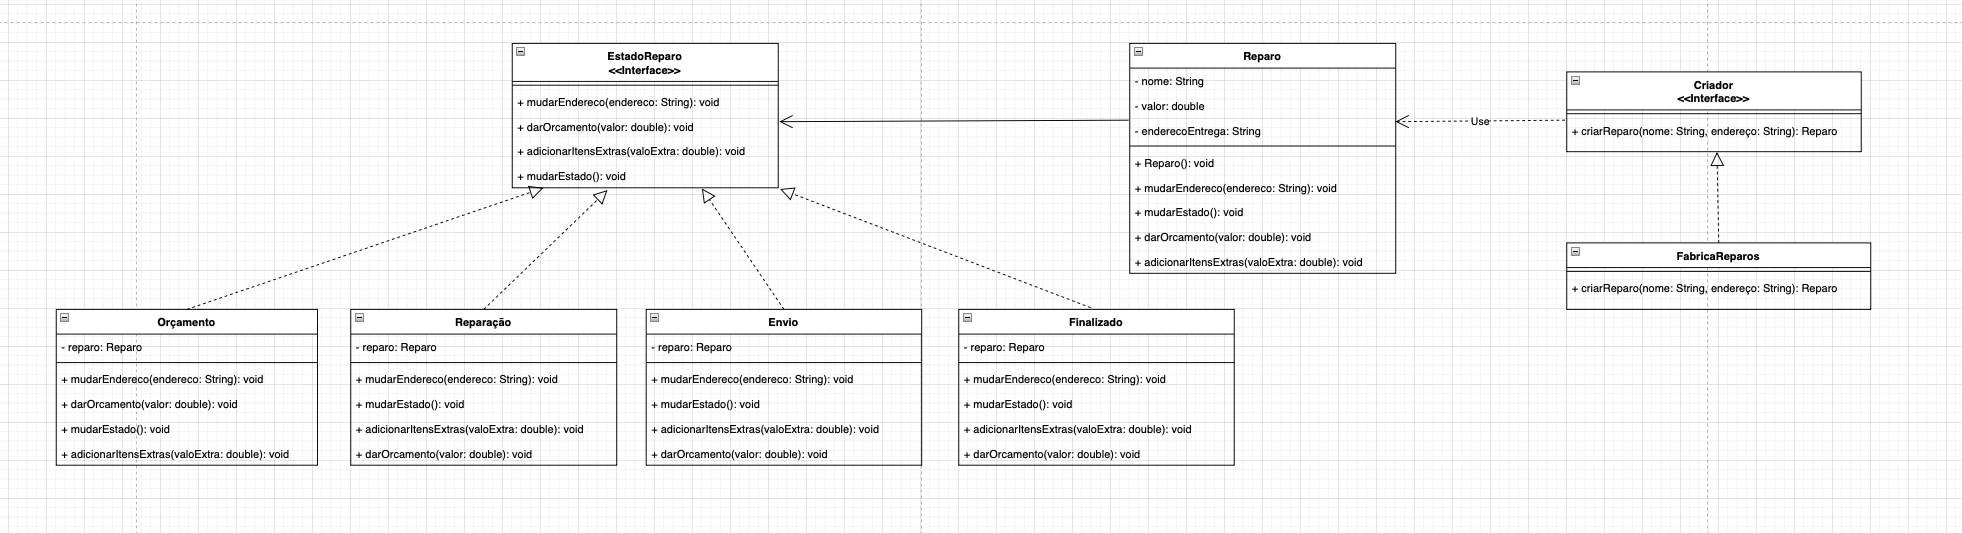 EstadoReparo
<<Interface>>
+ mudarEndereco(endereco: String): void
+ darOrcamento(valor: double): void
+ adicionarItensExtras(valoExtra: double): void
+ mudarEstado(): void
Reparo
- nome: String
- valor: double
- enderecoEntrega: String
+ Reparo(): void
+ mudarEndereco(endereco: String): void
+ mudarEstado(): void
+ darOrcamento(valor: double): void
+ adicionarItensExtras(valoExtra: double): void
Use
Criador
<<Interface>>
+ criarReparo(nome: String, endereço: String): Reparo
FabricaReparos
+ criarReparo(nome: String, endereço: String): Reparo
Orçamento
- reparo: Reparo
+ mudarEndereco(endereco: String): void
+ darOrcamento(valor: double): void
+ mudarEstado(): void
+ adicionarItensExtras(valoExtra: double): void
Reparação
- reparo: Reparo
+ mudarEndereco(endereco: String): void
+ mudarEstado(): void
+ adicionarItensExtras(valoExtra: double): void
+ darOrcamento(valor: double): void
Envio
- reparo: Reparo
+ mudarEndereco(endereco: String): void
+ mudarEstado(): void
+ adicionarItensExtras(valoExtra: double): void
+ darOrcamento(valor: double): void
Finalizado
- reparo: Reparo
+ mudarEndereco(endereco: String): void
+ mudarEstado(): void
+ adicionarItensExtras(valoExtra: double): void
+ darOrcamento(valor: double): void